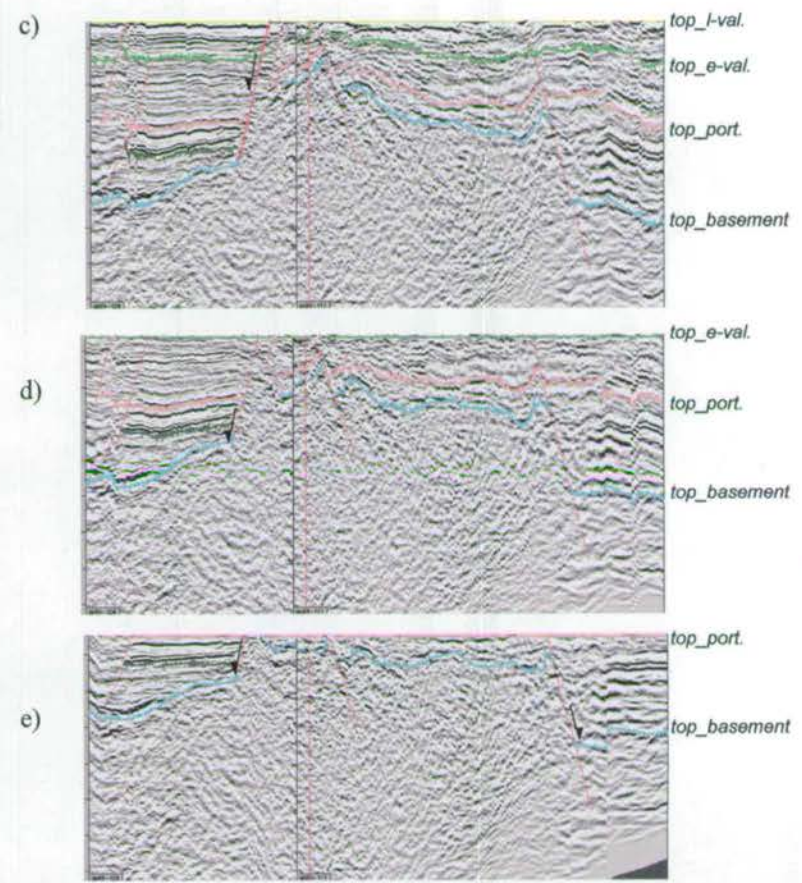 c)
top_l-val.
top_e-val.
top_port.
top_basement
d)
top_e-val.
top_port.
top_basement
e)
top_port.
top_basement